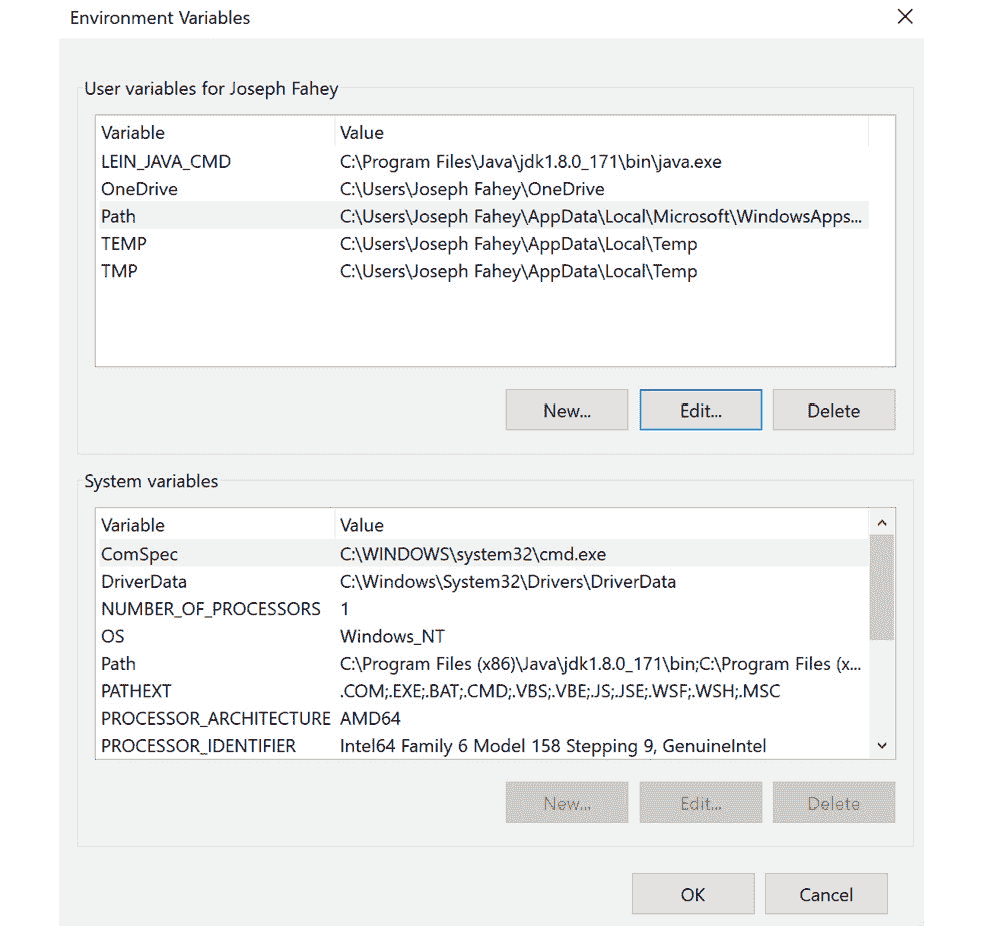 Environment Variables
User variables for Joseph Fahey
Variable Value
LEIN_JAVA_CMD C:\Program Files\Java\jdk1.8.0_171\bin\java.exe
OneDrive C:\Users\Joseph Fahey\OneDrive
Path C:\Users\Joseph Fahey\AppData\Local\Microsoft\WindowsApps...
TEMP C:\Users\Joseph Fahey\AppData\Local\Temp
TMP C:\Users\Joseph Fahey\AppData\Local\Temp
New... Edit... Delete
System variables
Variable Value
ComSpec C:\WINDOWS\system32\cmd.exe
DriverData C:\Windows\System32\Drivers\DriverData
NUMBER_OF_PROCESSORS 1
OS Windows_NT
Path C:\Program Files (x86)\Java\jdk1.8.0_171\bin;C:\Program Files (x...
PATHEXT .COM;.EXE;.BAT;.CMD;.VBS;.VBE;.JS;.JSE;.WSF;.WSH;.MSC
PROCESSOR_ARCHITECTURE AMD64
PROCESSOR_IDENTIFIER Intel64 Family 6 Model 158 Stepping 9, GenuineIntel
New... Edit... Delete
OK Cancel